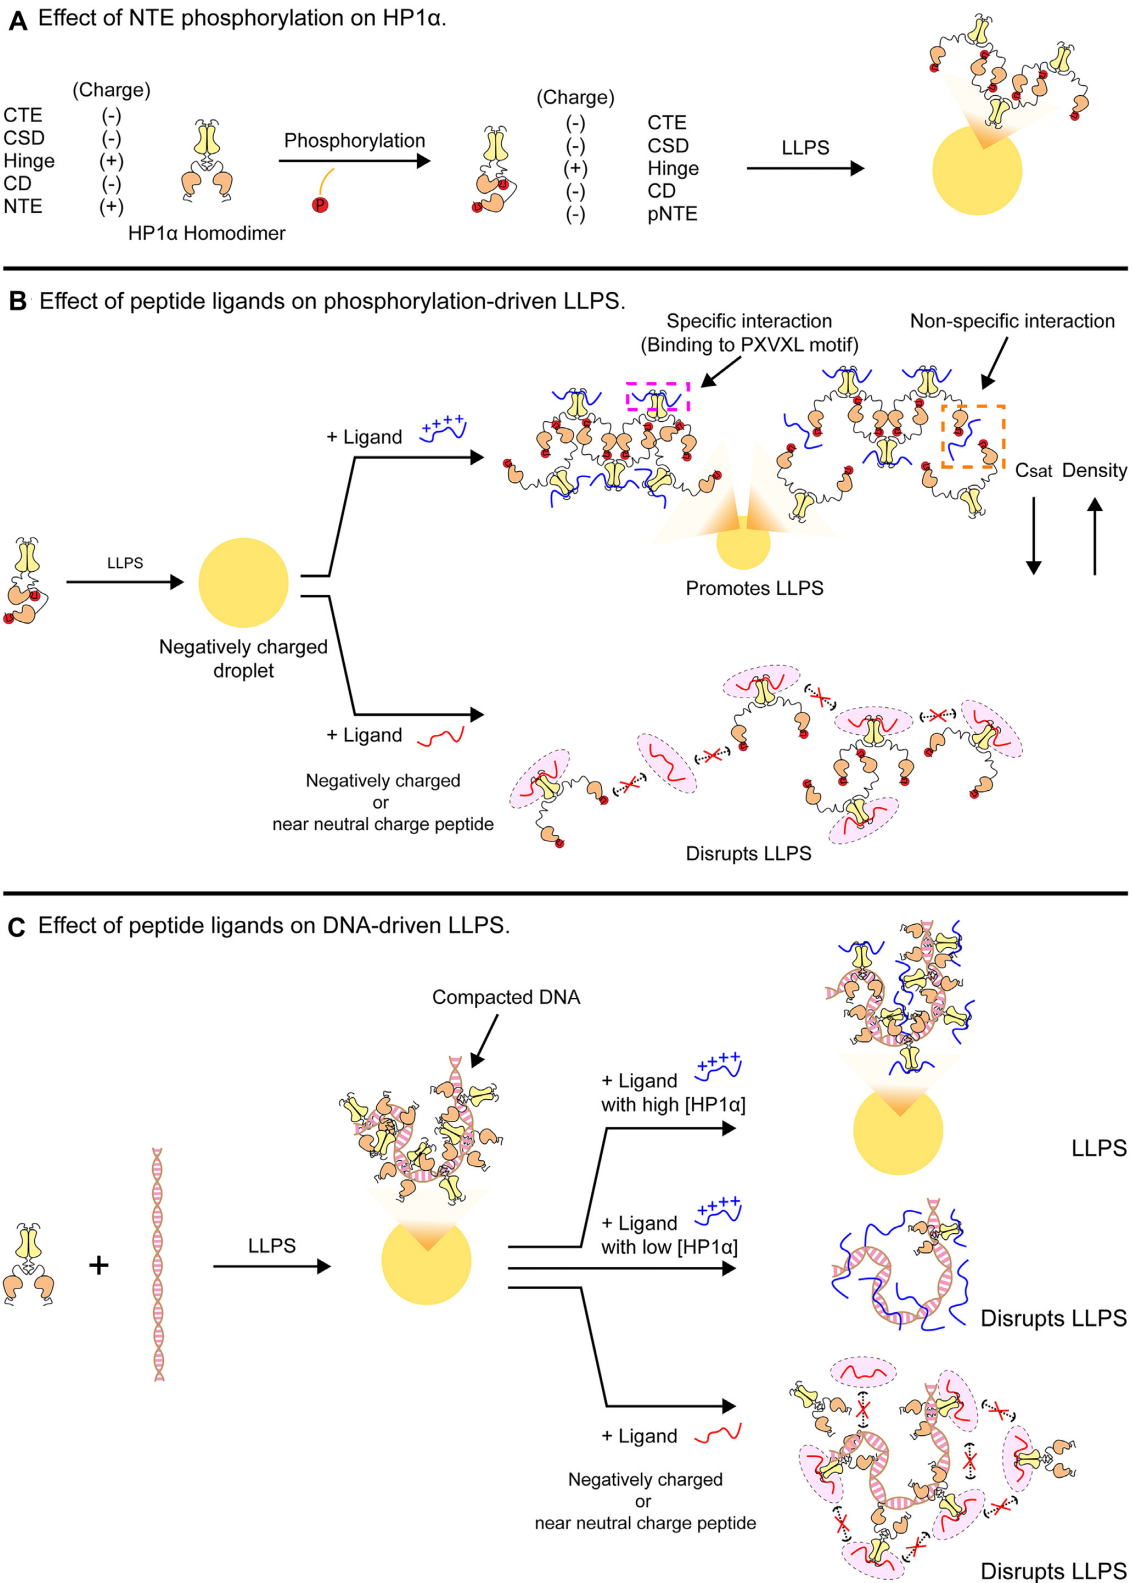 A Effect of NTE phosphorylation on HP1α.
(Charge)
CTE (-)
CSD (-)
Hinge (+)
CD (-)
NTE (+)
HP1α Homodimer
Phosphorylation
P
(Charge)
(-) CTE
(-) CSD
(+) Hinge
(-) CD
(-) pNTE
LLPS
B Effect of peptide ligands on phosphorylation-driven LLPS.
Specific interaction
(Binding to PXVXL motif)
Non-specific interaction
+ Ligand
++++
Csat Density
LLPS
Promotes LLPS
Negatively charged
droplet
+ Ligand
Negatively charged
or
near neutral charge peptide
Disrupts LLPS
C Effect of peptide ligands on DNA-driven LLPS.
Compacted DNA
++++
+ Ligand
with high [HP1α]
LLPS
++++
+ Ligand
with low [HP1α]
+
LLPS
Disrupts LLPS
+ Ligand
Negatively charged
or
near neutral charge peptide
Disrupts LLPS